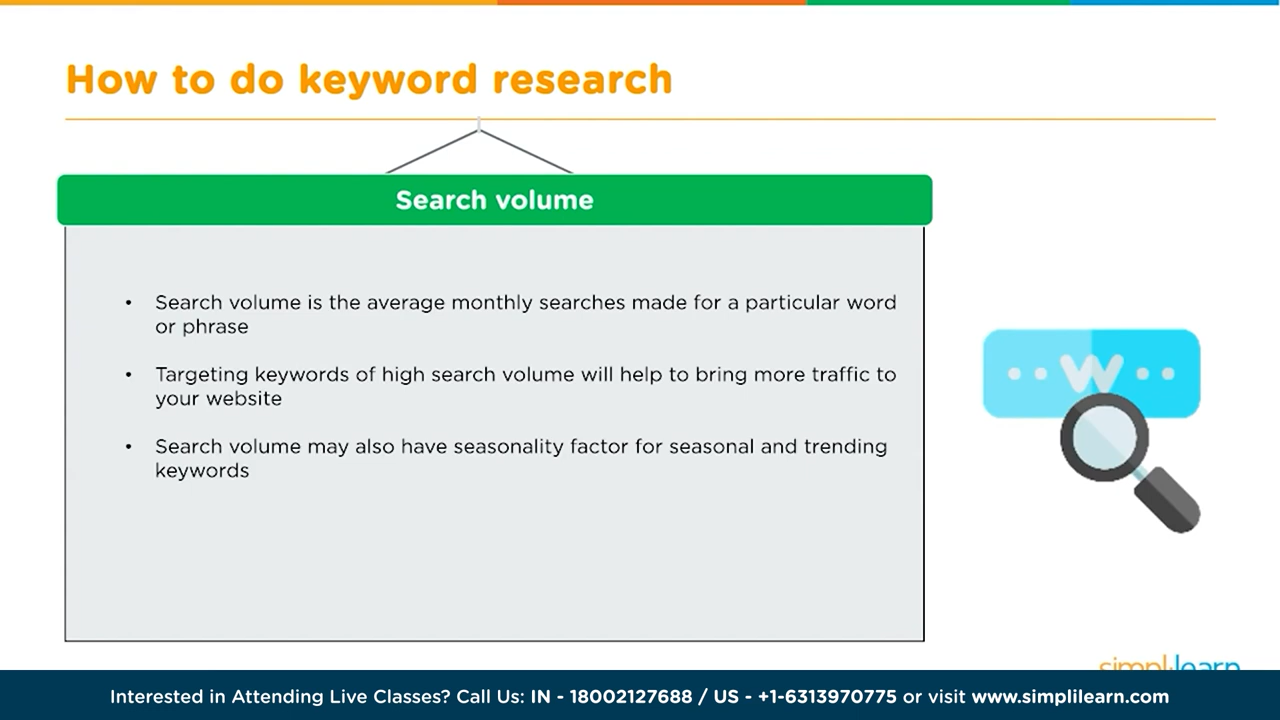 How to do keyword research
Search volume
• Search volume is the average monthly searches made for a particular word
or phrase
• Targeting keywords of high search volume will help to bring more traffic to
your website
• Search volume may also have seasonality factor for seasonal and trending
keywords
W
simplilearn
Interested in Attending Live Classes? Call Us: IN - 18002127688 / US - +1-6313970775 or visit www.simplilearn.com